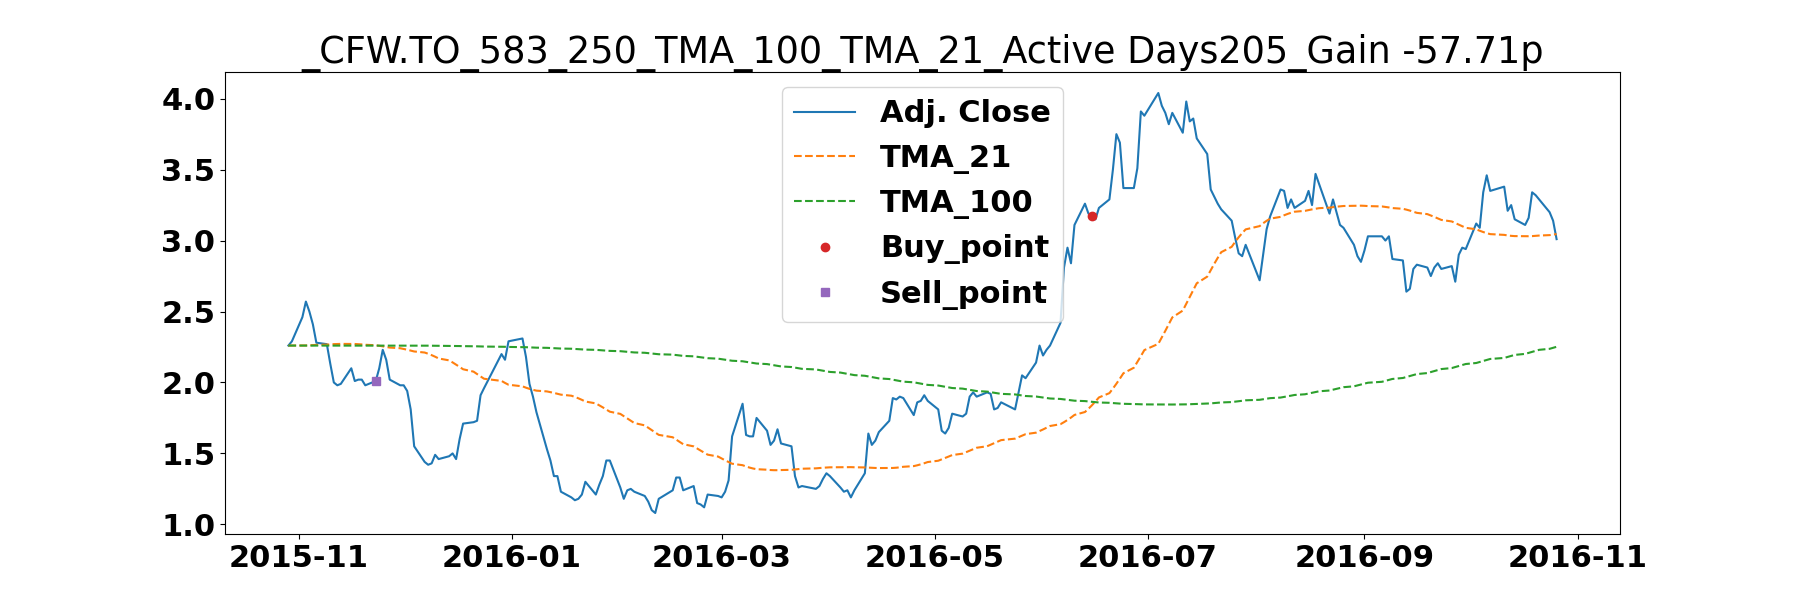 _CFW.TO_583_250_TMA_100_TMA_21_Active Days205_Gain -57.71p
4.0
3.5
3.0
2.5
2.0
1.5
1.0
Adj. Close
TMA_21
TMA_100
Buy_point
Sell_point
2015-11 2016-01 2016-03 2016-05 2016-07 2016-09 2016-11